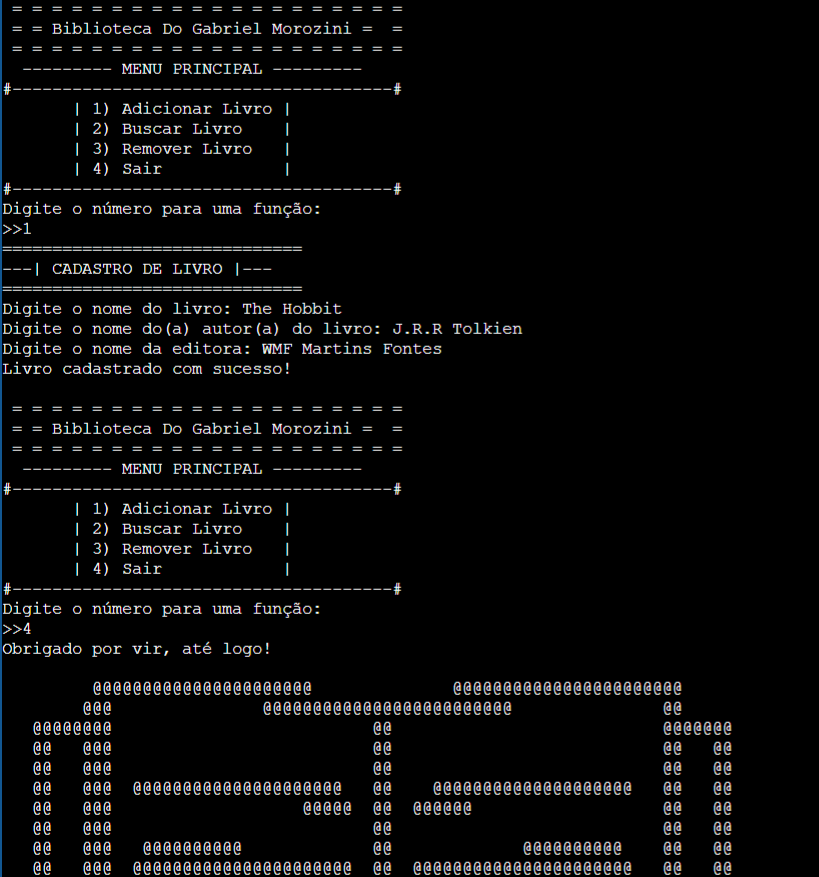 = = = = = = = = = = = = = = = = = = = =
= = Biblioteca Do Gabriel Morozini =  =
= = = = = = = = = = = = = = = = = = = =
--------- MENU PRINCIPAL ---------
#--------------------------------------#
| 1) Adicionar Livro |
| 2) Buscar Livro    |
| 3) Remover Livro   |
| 4) Sair            |
#--------------------------------------#
Digite o número para uma função:
>>1
==============================
---| CADASTRO DE LIVRO |---
==============================
Digite o nome do livro: The Hobbit
Digite o nome do(a) autor(a) do livro: J.R.R Tolkien
Digite o nome da editora: WMF Martins Fontes
Livro cadastrado com sucesso!
= = = = = = = = = = = = = = = = = = = =
= = Biblioteca Do Gabriel Morozini =  =
= = = = = = = = = = = = = = = = = = = =
--------- MENU PRINCIPAL ---------
#--------------------------------------#
| 1) Adicionar Livro |
| 2) Buscar Livro    |
| 3) Remover Livro   |
| 4) Sair            |
#--------------------------------------#
Digite o número para uma função:
>>4
Obrigado por vir, até logo!
         @@@@@@@@@@@@@@@@@@@@@@              @@@@@@@@@@@@@@@@@@@@@@@
        @@@               @@@@@@@@@@@@@@@@@@@@@@@@@               @@
   @@@@@@@@                          @@                           @@@@@@@
   @@   @@@                          @@                           @@   @@
   @@   @@@                          @@                           @@   @@
   @@   @@@  @@@@@@@@@@@@@@@@@@@@@   @@    @@@@@@@@@@@@@@@@@@@@   @@   @@
   @@   @@@                   @@@@@  @@  @@@@@@                   @@   @@
   @@   @@@                          @@                           @@   @@
   @@   @@@   @@@@@@@@@@             @@             @@@@@@@@@@    @@   @@
   @@   @@@  @@@@@@@@@@@@@@@@@@@@@@  @@  @@@@@@@@@@@@@@@@@@@@@@   @@   @@